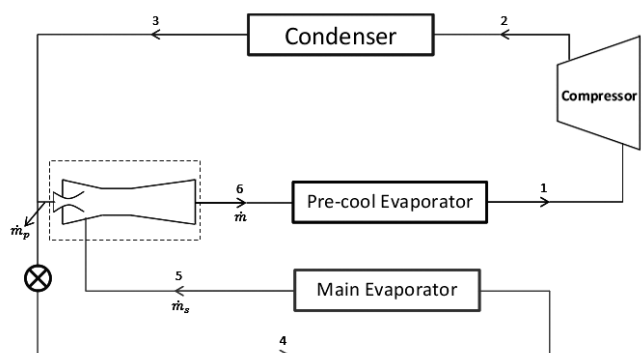 3
2
Condenser
Compressor
6
1
Pre-cool Evaporator
ṁ
ṁₚ
5
Main Evaporator
ṁₛ
4